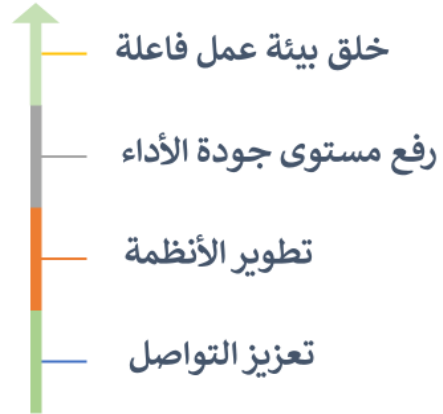 خلق بيئة عمل فاعلة
رفع مستوى جودة الأداء
تطوير الأنظمة
تعزيز التواصل